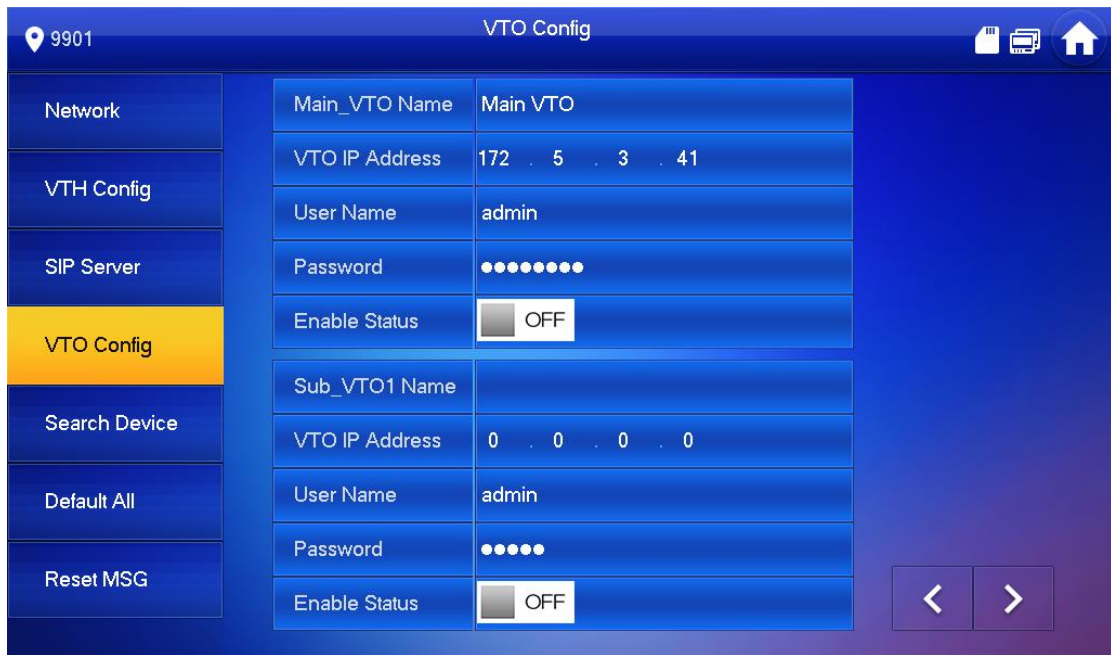 9901 VTO Config
Network
VTH Config
SIP Server
VTO Config
Search Device
Default All
Reset MSG
Main_VTO Name Main VTO
VTO IP Address 172 . 5 . 3 . 41
User Name admin
Password ●●●●●●●●
Enable Status OFF
Sub_VTO1 Name
VTO IP Address 0 . 0 . 0 . 0
User Name admin
Password ●●●●●
Enable Status OFF